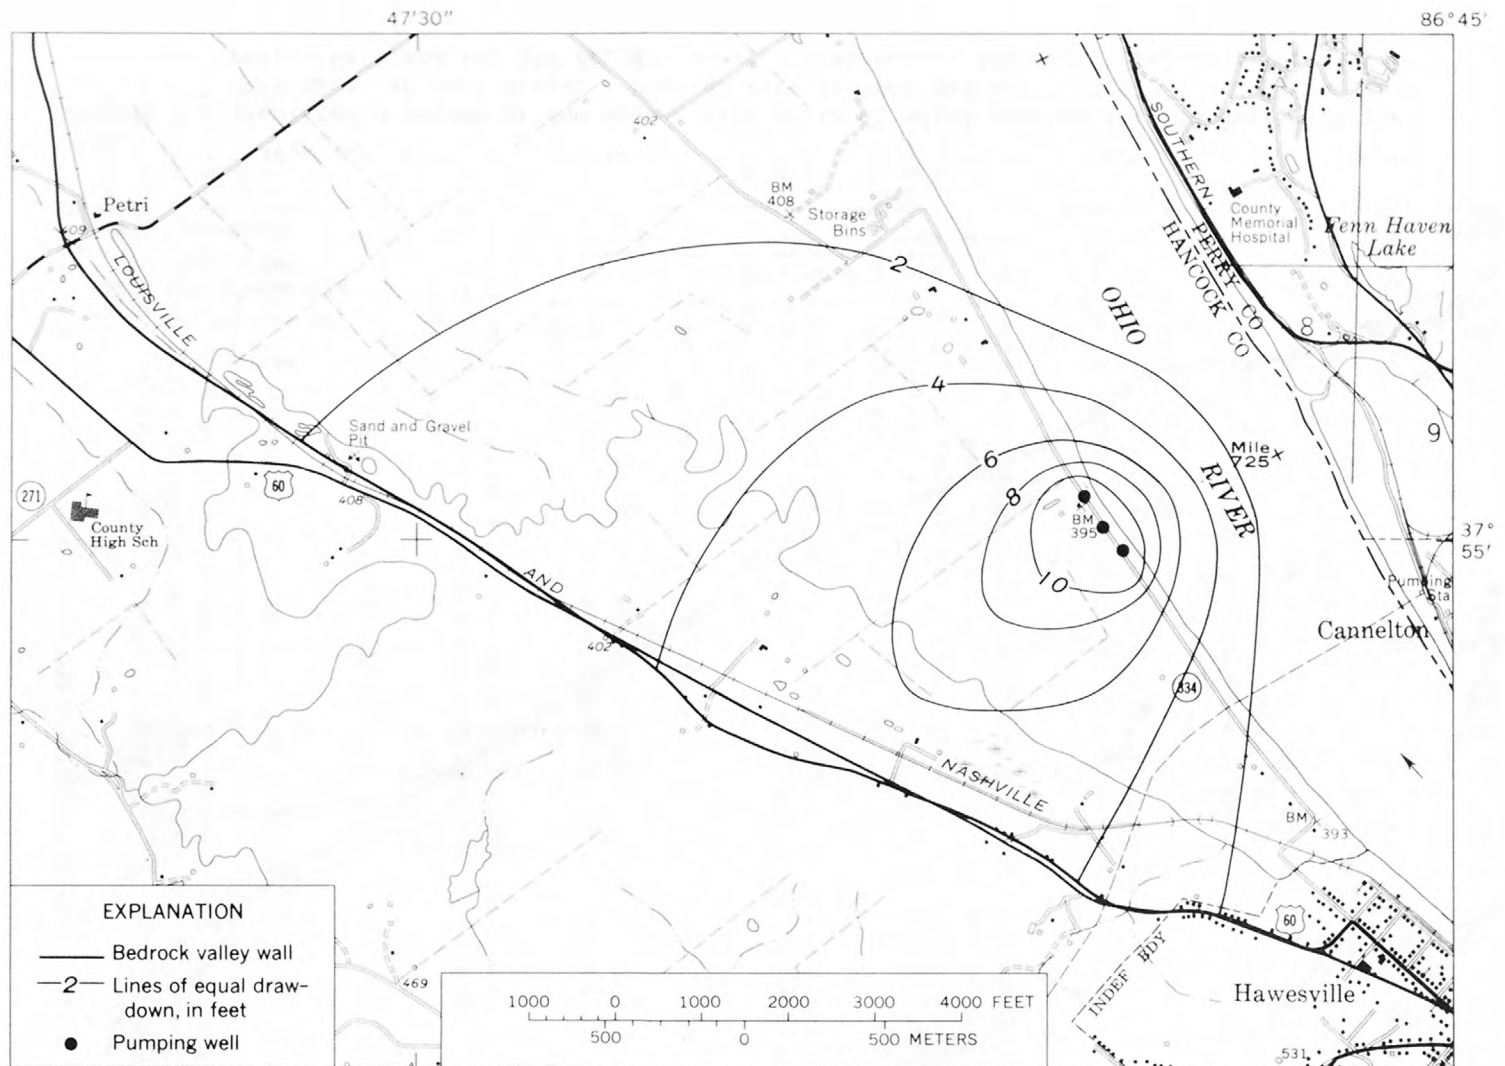 47'30"
86°45'
402
SOUTHERN
BM
408
Storage
Bins
County
Memorial
Hospital
Fenn Haven
Lake
Petri
409
LOUISVILLE
PERRY CO
HANCOCK CO
2
OHIO
8
4
Sand and Gravel
Pit
9
Mile
725
6
RIVER
60
8
271
408
BM
395
County
High Sch
37°
55'
AND
10
Pumping
Sta
Cannelton
402
334
NASHVILLE
BM
393
EXPLANATION
Bedrock valley wall
2 Lines of equal draw-
down, in feet
Pumping well
469
60
INDEF BDY
Hawesville
1000 0 1000 2000 3000 4000 FEET
500 0 500 METERS
531